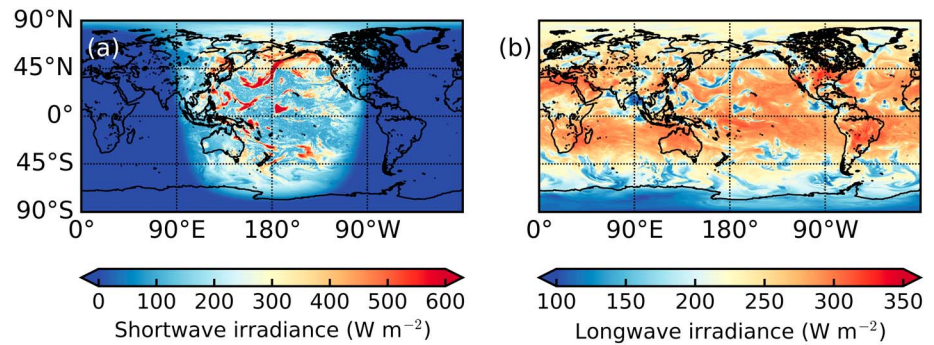 90°N
45°N
0°
45°S
90°S
(a)
0° 90°E 180° 90°W
0 100 200 300 400 500 600
Shortwave irradiance (W m−2)
(b)
0° 90°E 180° 90°W
100 150 200 250 300 350
Longwave irradiance (W m−2)